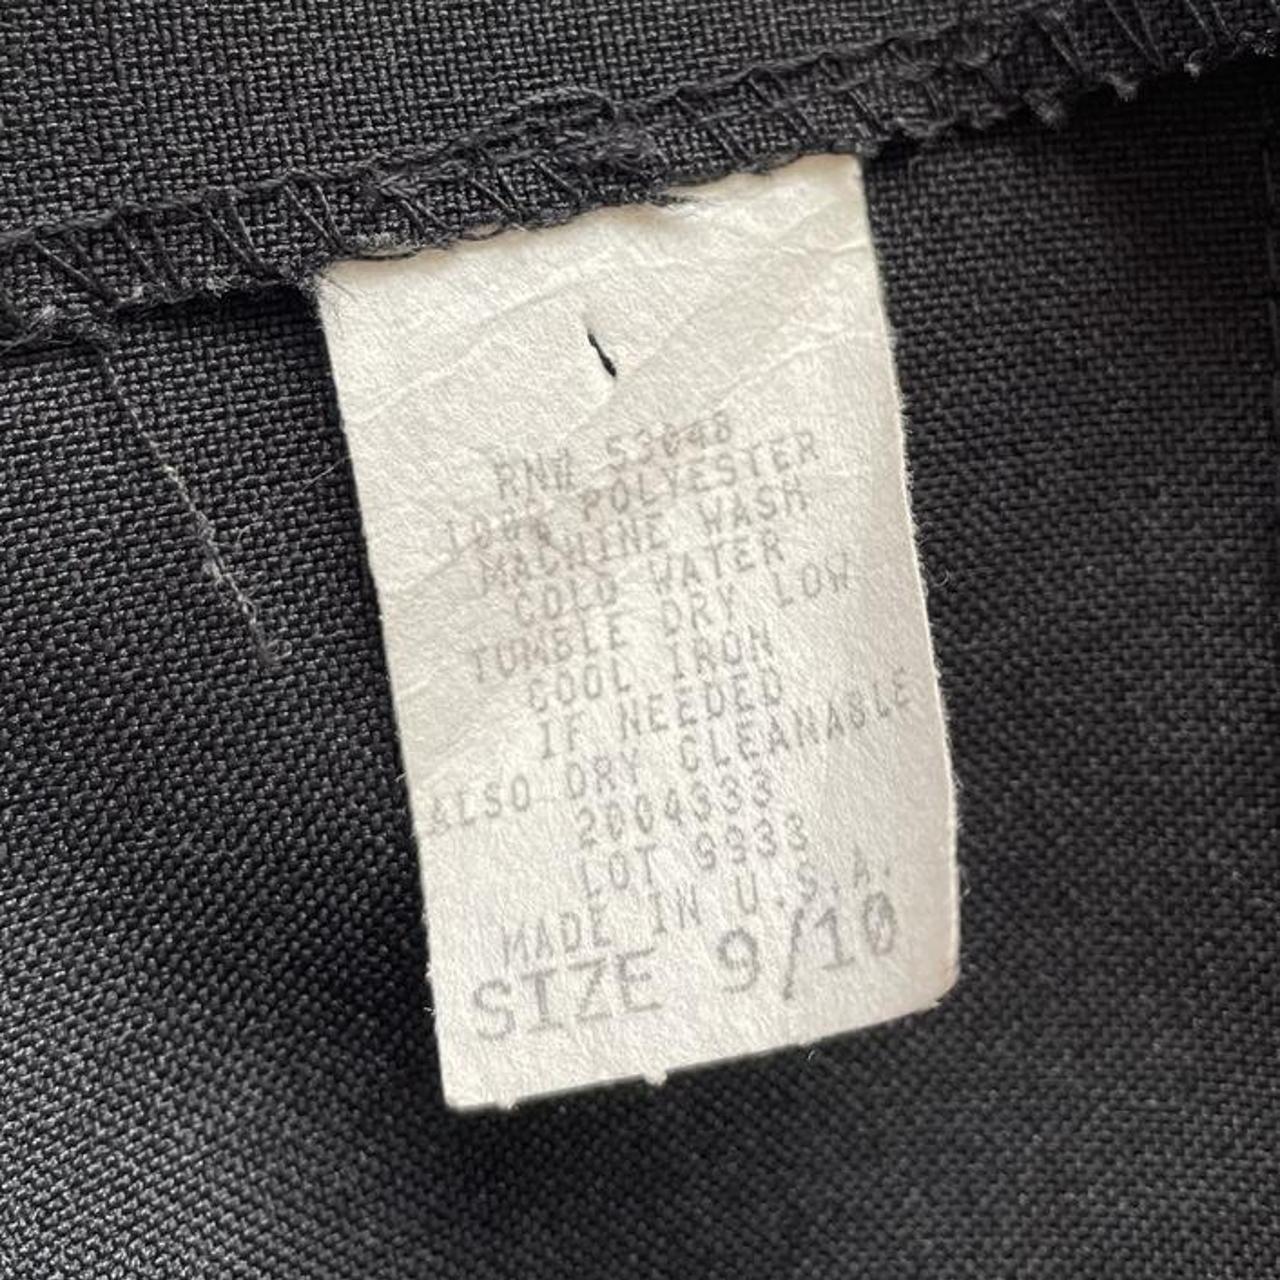 RN# 53048
100% POLYESTER
MACHINE WASH
COLD WATER
TUMBLE DRY LOW
COOL IRON
IF NEEDED
ALSO DRY CLEANABLE
2004333
LOT 9933
MADE IN U.S.A.
SIZE 9/10